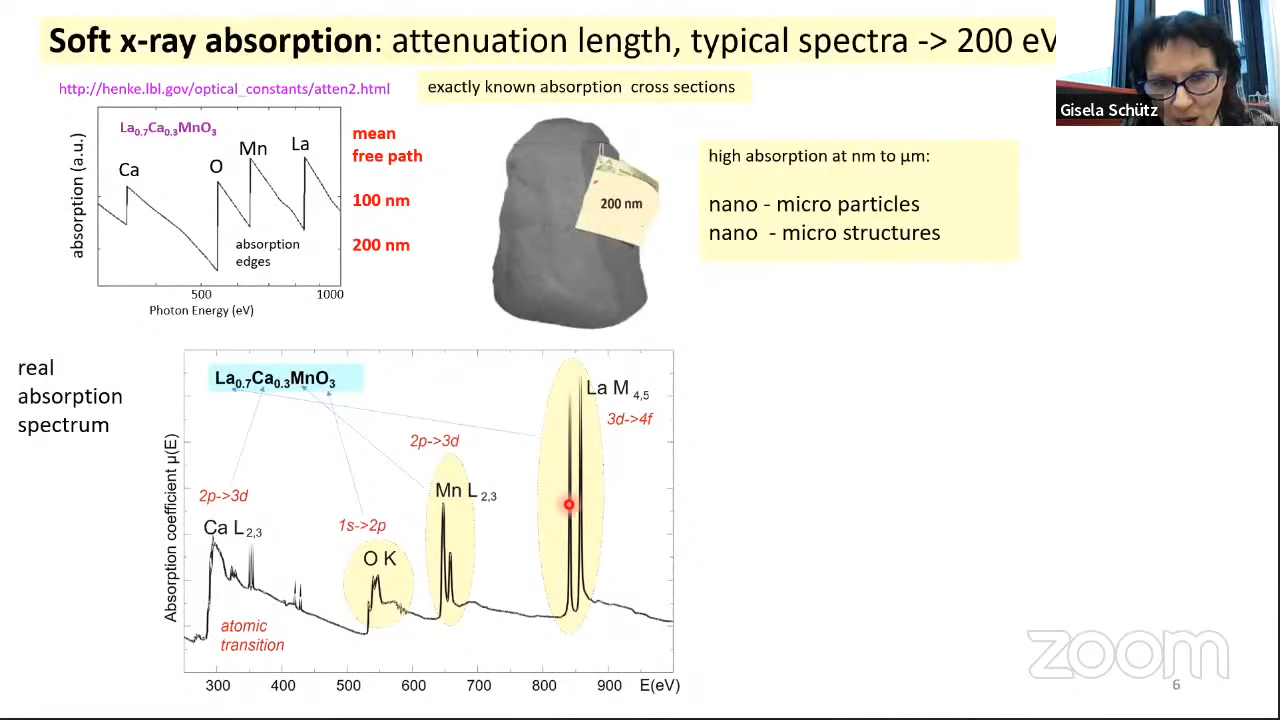 Soft x-ray absorption: attenuation length, typical spectra -> 200 eV
Gisela Schütz
http://henke.lbl.gov/optical_constants/atten2.html
exactly known absorption cross sections
La0.7Ca0.3MnO3
Ca
O
Mn
La
absorption (a.u.)
absorption
edges
500
1000
Photon Energy (eV)
mean
free path
100 nm
200 nm
200 nm
high absorption at nm to µm:
nano - micro particles
nano - micro structures
real
absorption
spectrum
La0.7Ca0.3MnO3
La M 4,5
3d->4f
2p->3d
Mn L 2,3
2p->3d
1s->2p
Ca L 2,3
O K
Absorption coefficient µ(E)
atomic
transition
300 400 500 600 700 800 900 E(eV)
zoom
6